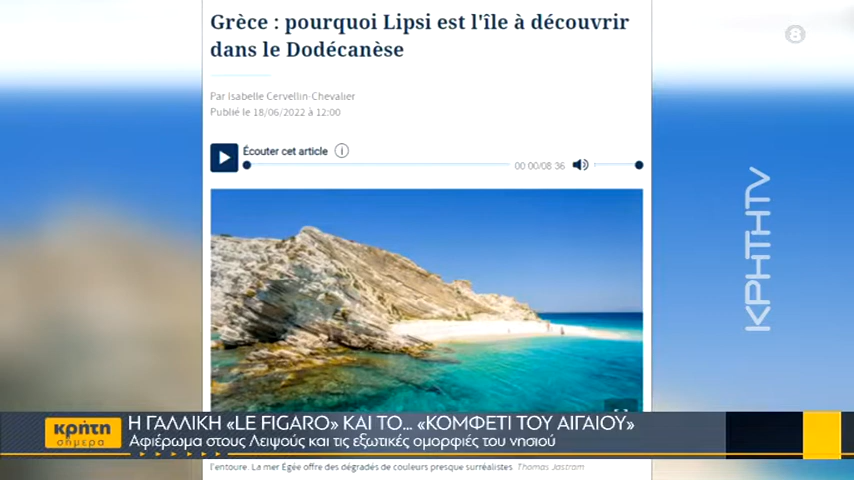 Grèce : pourquoi Lipsi est l'île à découvrir
dans le Dodécanèse
Par Isabelle Cervellin-Chevalier
Publié le 18/06/2022 à 12:00
Écouter cet article
00:00/08:36
8
ΚΡΗΤΗTV
κρήτη
σήμερα
Η ΓΑΛΛΙΚΗ «LE FIGARO» ΚΑΙ ΤΟ... «ΚΟΜΦΕΤΙ ΤΟΥ ΑΙΓΑΙΟΥ»
Αφιέρωμα στους Λειψούς και τις εξωτικές ομορφιές του νησιού
l'entoure. La mer Égée offre des dégradés de couleurs presque surréalistes. Thomas Jastram